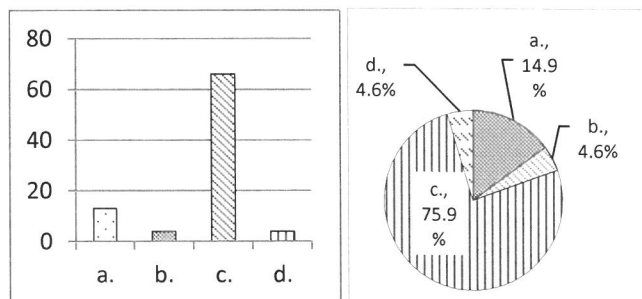 80
60
40
20
0
a. b. c. d.
a.,
14.9
%
b.,
4.6%
c.,
75.9
%
d.,
4.6%